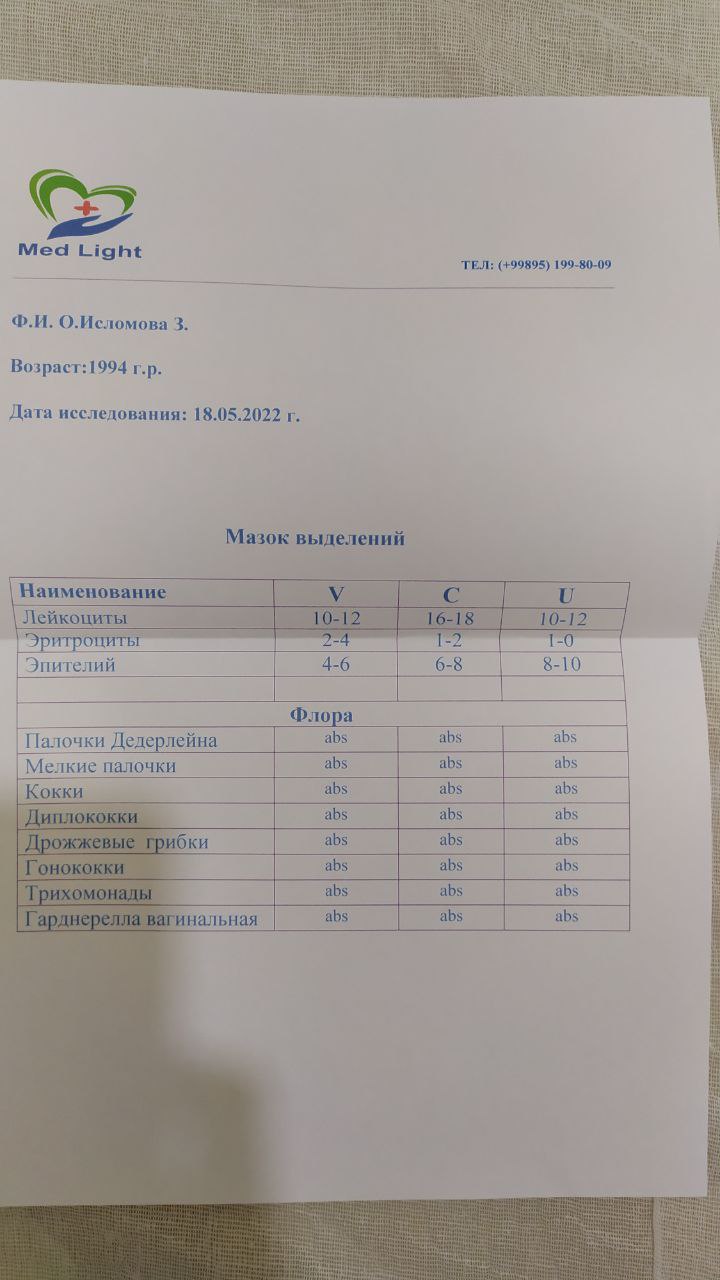 Med Light
ТЕЛ: (+99895) 199-80-09
Ф.И. О.Исломова З.
Возраст:1994 г.р.
Дата исследования: 18.05.2022 г.
Мазок выделений
Наименование V C U
Лейкоциты 10-12 16-18 10-12
Эритроциты 2-4 1-2 1-0
Эпителий 4-6 6-8 8-10
Флора
Палочки Дедерлейна abs abs abs
Мелкие палочки abs abs abs
Кокки abs abs abs
Диплококки abs abs abs
Дрожжевые грибки abs abs abs
Гонококки abs abs abs
Трихомонады abs abs abs
Гарднерелла вагинальная abs abs abs